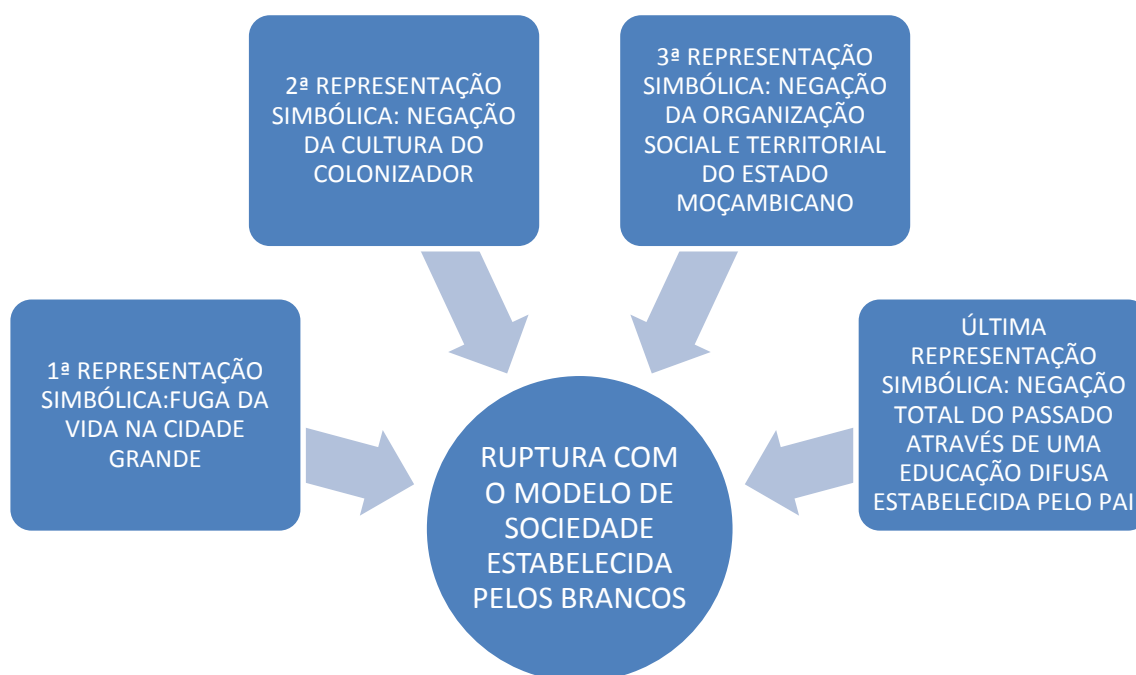 1ª REPRESENTAÇÃO
SIMBÓLICA:FUGA DA
VIDA NA CIDADE
GRANDE
2ª REPRESENTAÇÃO
SIMBÓLICA: NEGAÇÃO
DA CULTURA DO
COLONIZADOR
3ª REPRESENTAÇÃO
SIMBÓLICA: NEGAÇÃO
DA ORGANIZAÇÃO
SOCIAL E TERRITORIAL
DO ESTADO
MOÇAMBICANO
ÚLTIMA
REPRESENTAÇÃO
SIMBÓLICA: NEGAÇÃO
TOTAL DO PASSADO
ATRAVÉS DE UMA
EDUCAÇÃO DIFUSA
ESTABELECIDA PELO PAI
RUPTURA COM
O MODELO DE
SOCIEDADE
ESTABELECIDA
PELOS BRANCOS